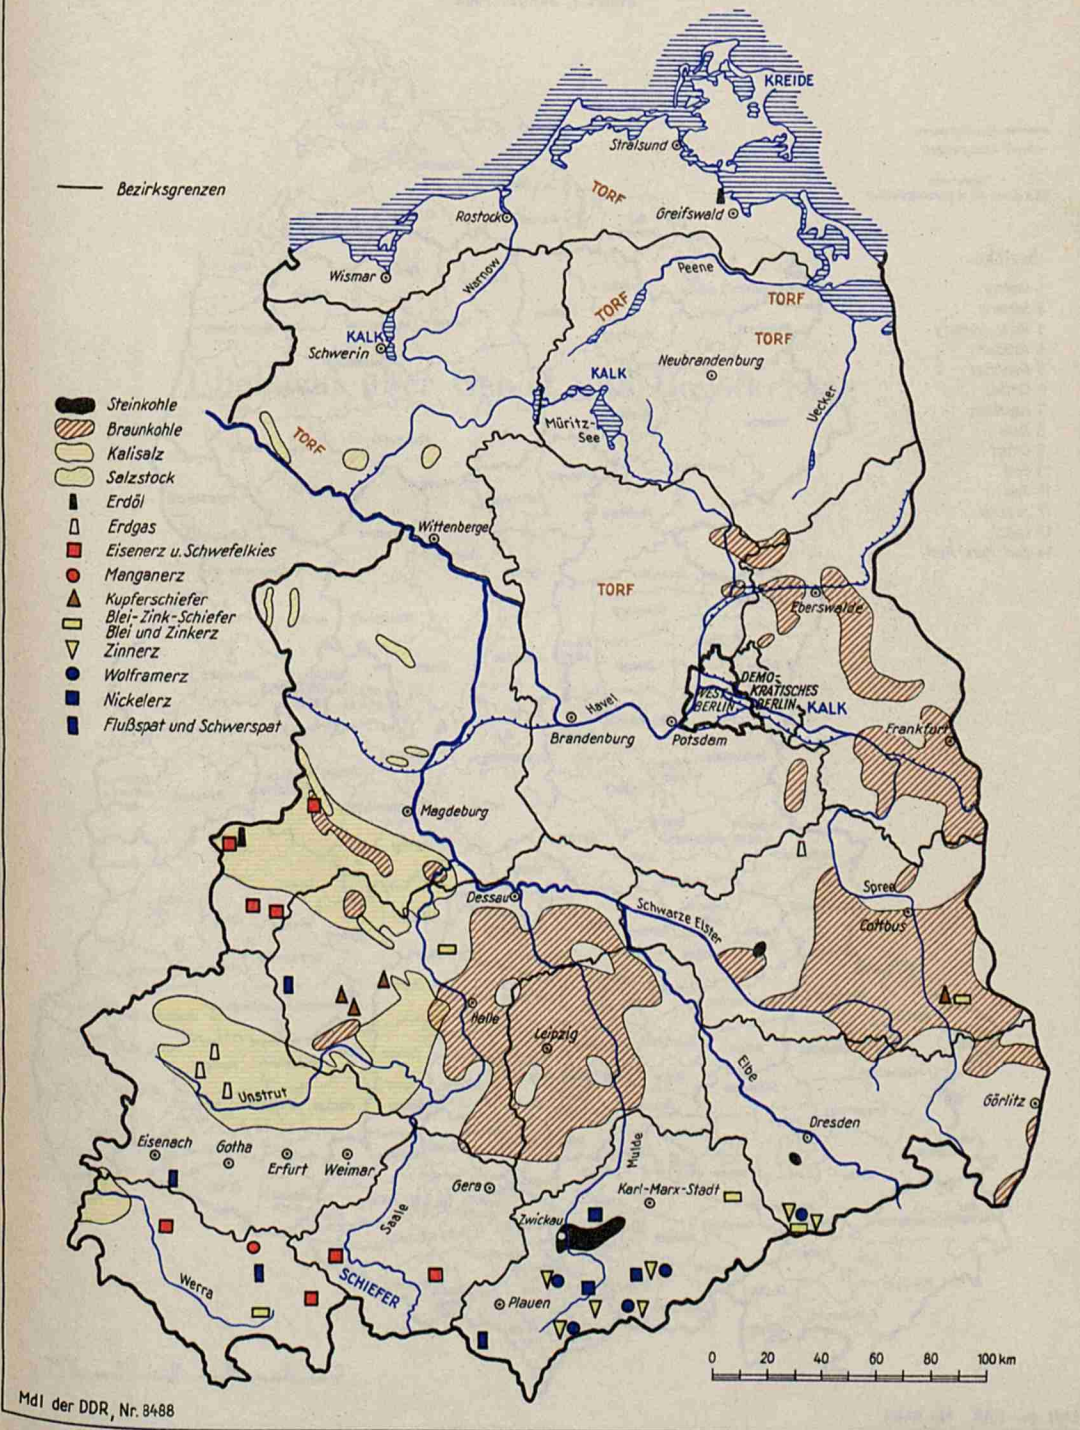 KREIDE
Stralsund
TORF
Bezirksgrenzen
Rostock
Greifswald
Wismar
Warnow
Peene
TORF
TORF
KALK
Schwerin
TORF
Neubrandenburg
KALK
Müritz-
See
Uecker
TORF
Steinkohle
Braunkohle
Kalisalz
Salzstock
Erdöl
Erdgas
Eisenerz u. Schwefelkies
Manganerz
Kupferschiefer
Blei-Zink-Schiefer
Blei und Zinkerz
Zinnerz
Wolframerz
Nickelerz
Flußspat und Schwerspat
Wittenberge
TORF
Eberswalde
DEMO-
KRATISCHES
BERLIN
WEST
BERLIN
KALK
Havel
Brandenburg
Potsdam
Frankfurt
Magdeburg
Dessau
Schwarze Elster
Spree
Cottbus
Halle
Leipzig
Elbe
Unstrut
Görlitz
Dresden
Eisenach
Gotha
Erfurt
Weimar
Mulde
Gera
Karl-Marx-Stadt
Saale
Zwickau
Werra
SCHIEFER
Plauen
0 20 40 60 80 100 km
MdI der DDR, Nr. 8488